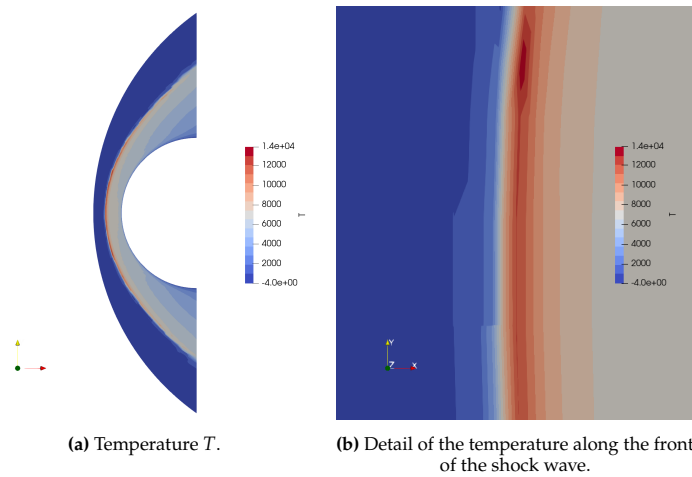 1.4e+04
12000
10000
8000
6000
4000
2000
-4.0e+00
T
1.4e+04
12000
10000
8000
6000
4000
2000
-4.0e+00
T
Y
Z
X
(a) Temperature T.
(b) Detail of the temperature along the front
of the shock wave.